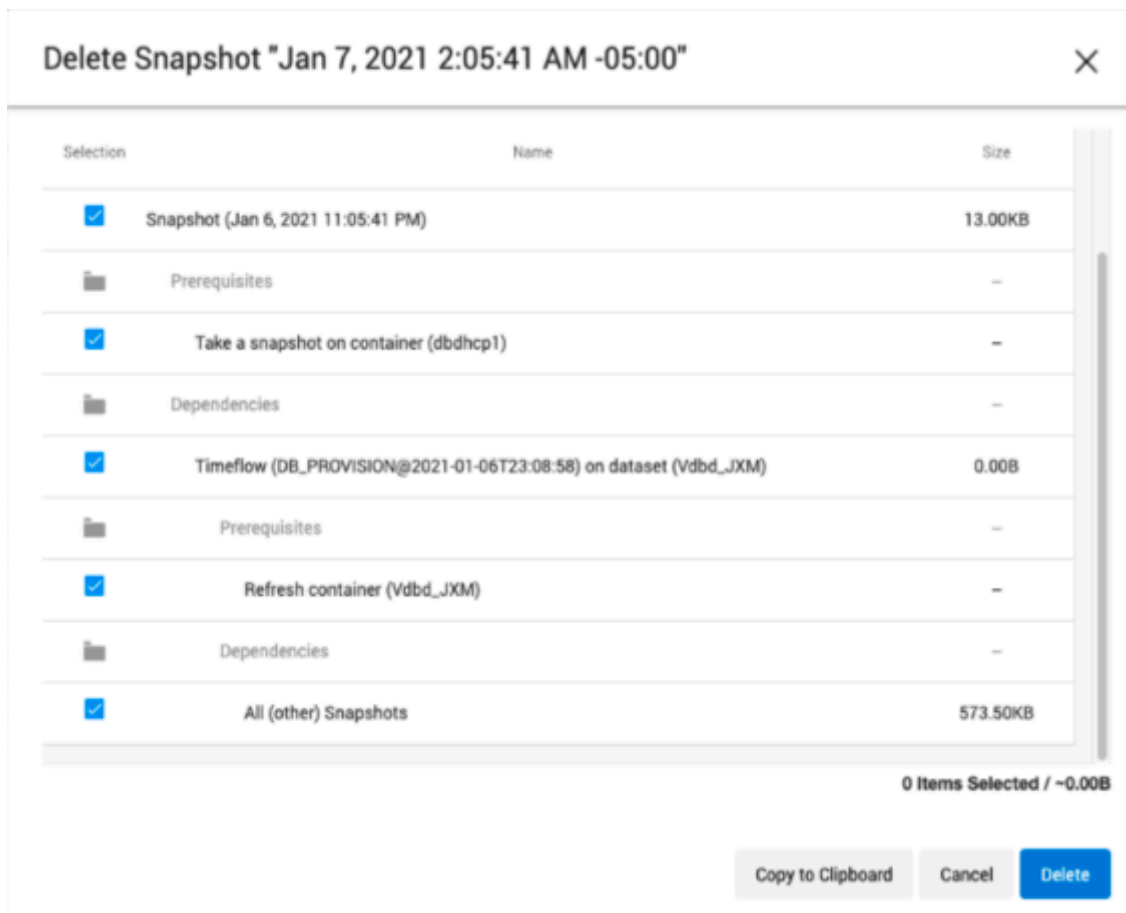 Delete Snapshot "Jan 7, 2021 2:05:41 AM -05:00"
Selection Name Size
Snapshot (Jan 6, 2021 11:05:41 PM) 13.00KB
Prerequisites –
Take a snapshot on container (dbdhcp1) –
Dependencies –
Timeflow (DB_PROVISION@2021-01-06T23:08:58) on dataset (Vdbd_JXM) 0.00B
Prerequisites –
Refresh container (Vdbd_JXM) –
Dependencies –
All (other) Snapshots 573.50KB
0 Items Selected / ~0.00B
Copy to Clipboard Cancel Delete